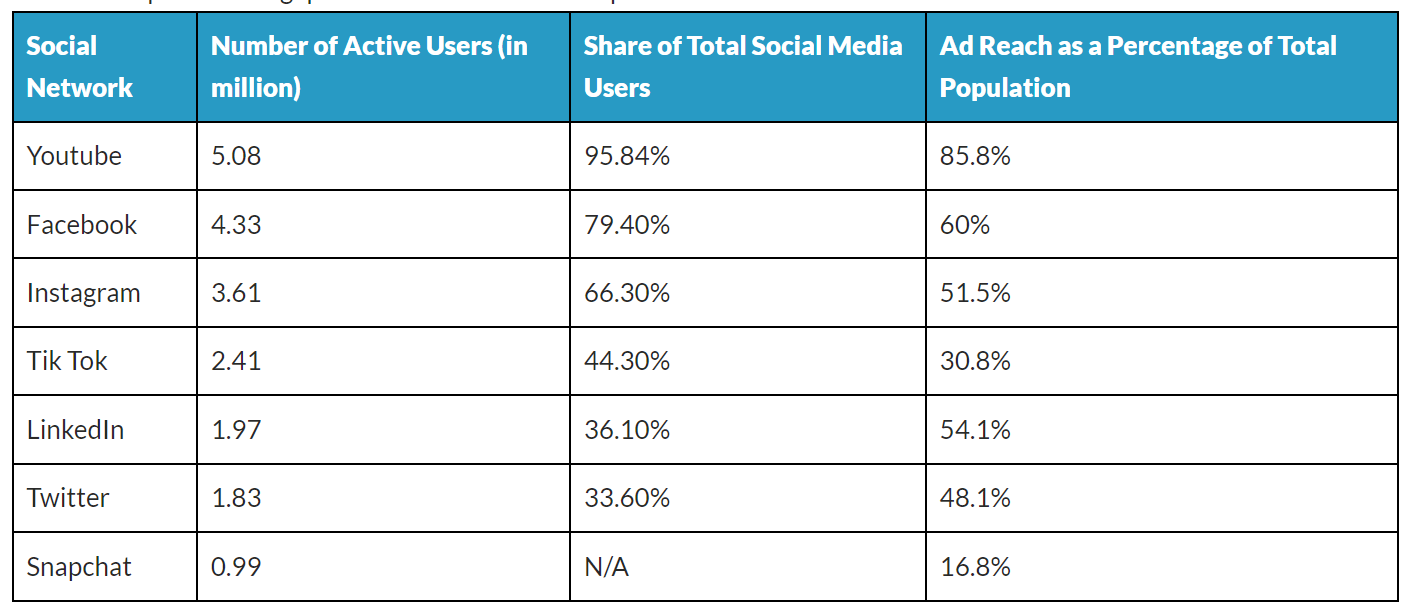 Social Network | Number of Active Users (in million) | Share of Total Social Media Users | Ad Reach as a Percentage of Total Population
Youtube | 5.08 | 95.84% | 85.8%
Facebook | 4.33 | 79.40% | 60%
Instagram | 3.61 | 66.30% | 51.5%
Tik Tok | 2.41 | 44.30% | 30.8%
LinkedIn | 1.97 | 36.10% | 54.1%
Twitter | 1.83 | 33.60% | 48.1%
Snapchat | 0.99 | N/A | 16.8%